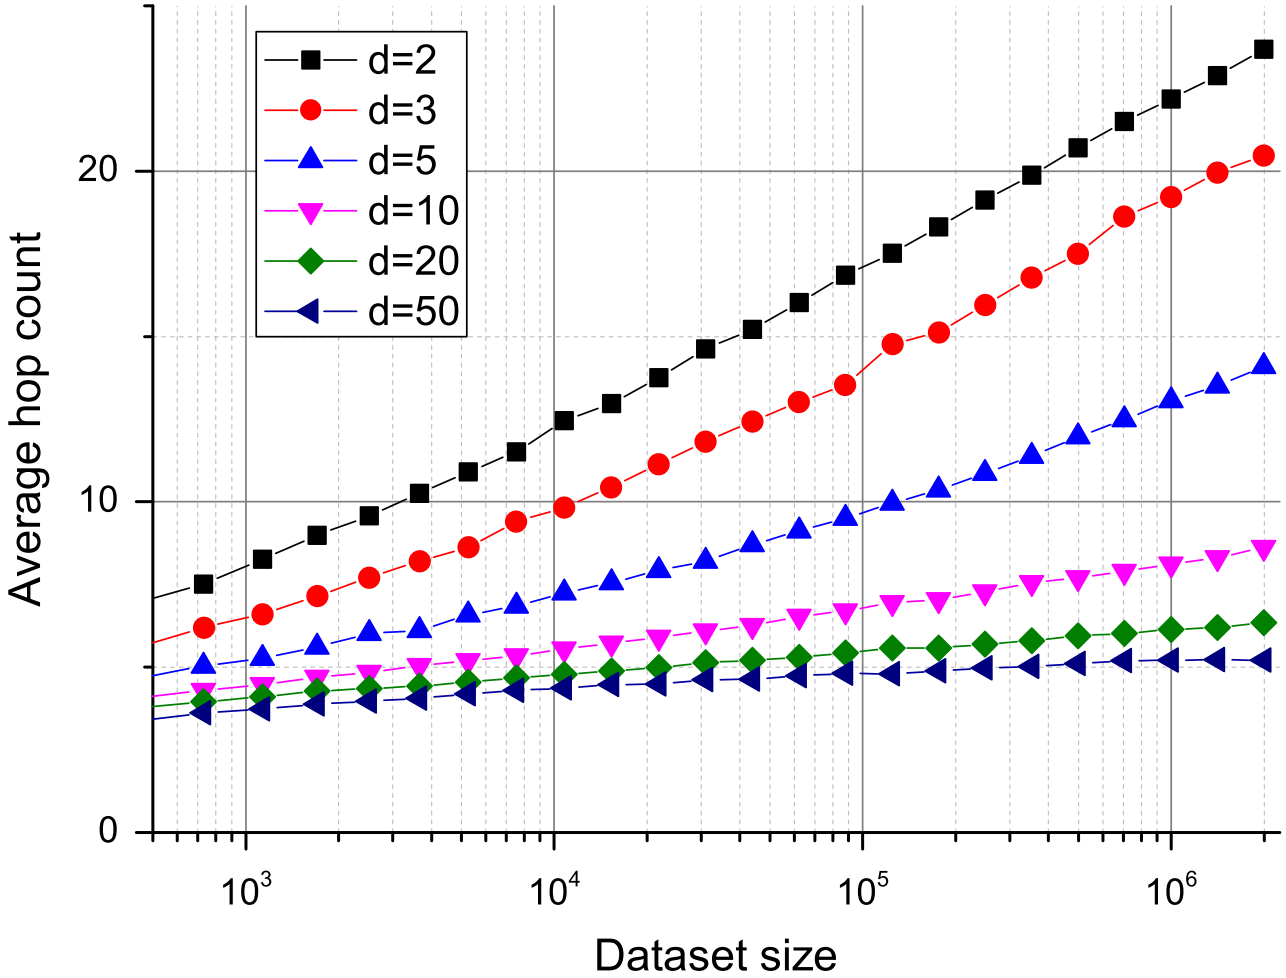 d=2
d=3
d=5
d=10
d=20
d=50
20
10
0
Average hop count
10³ 10⁴ 10⁵ 10⁶
Dataset size